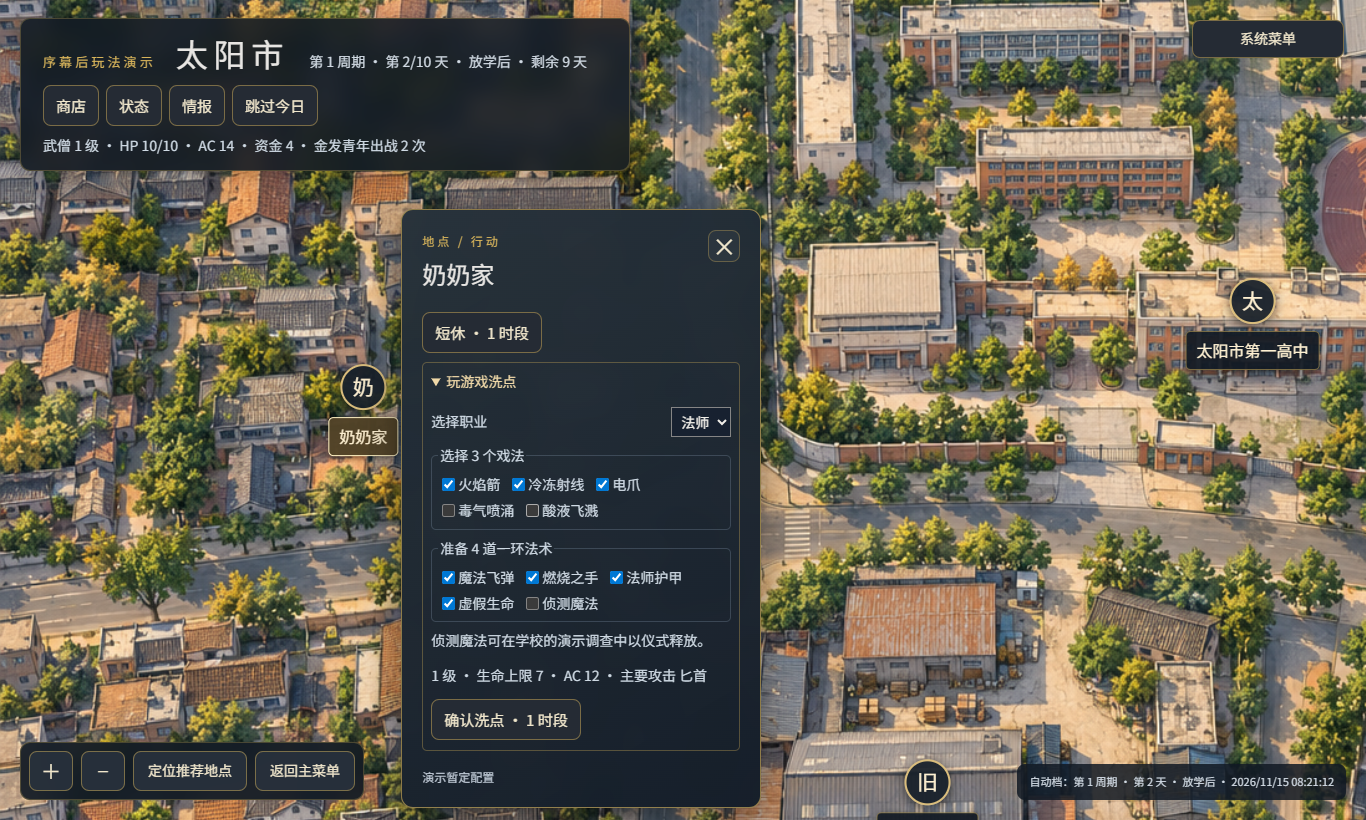 序幕后玩法演示 太阳市 第 1 周期 · 第 2/10 天 · 放学后 · 剩余 9 天
系统菜单
商店 状态 情报 跳过今日
武僧 1 级 · HP 10/10 · AC 14 · 资金 4 · 金发青年出战 2 次
地点 / 行动
奶奶家
短休 · 1 时段
▼ 玩游戏洗点
选择职业 法师
选择 3 个戏法
火焰箭 冷冻射线 电爪
毒气喷涌 酸液飞溅
准备 4 道一环法术
魔法飞弹 燃烧之手 法师护甲
虚假生命 侦测魔法
侦测魔法可在学校的演示调查中以仪式释放。
1 级 · 生命上限 7 · AC 12 · 主要攻击 匕首
确认洗点 · 1 时段
演示暂定配置
奶
奶奶家
太
太阳市第一高中
旧
+ − 定位推荐地点 返回主菜单
自动档：第 1 周期 · 第 2 天 · 放学后 · 2026/11/15 08:21:12